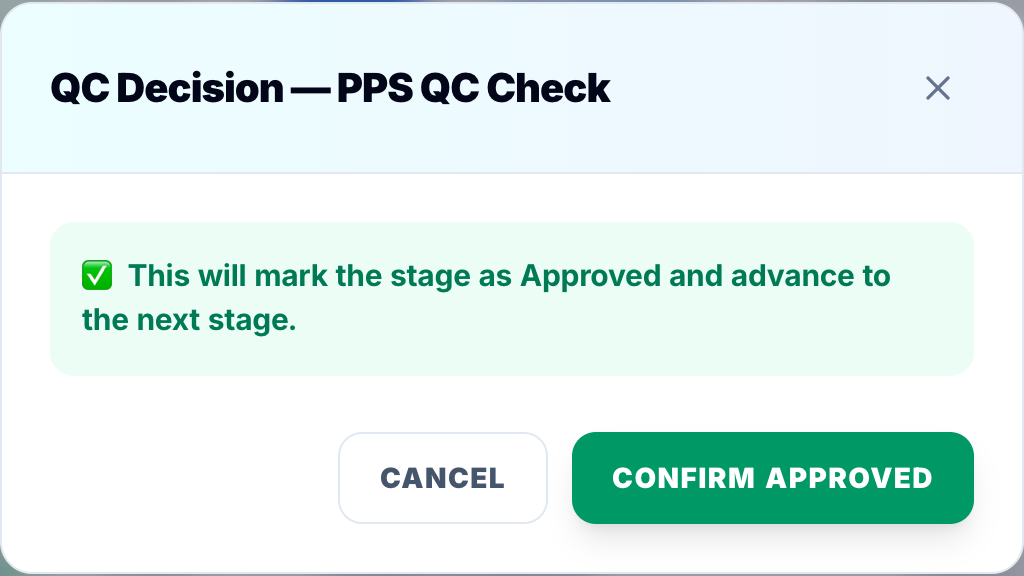 QC Decision — PPS QC Check
✅ This will mark the stage as Approved and advance to
the next stage.
CANCEL
CONFIRM APPROVED